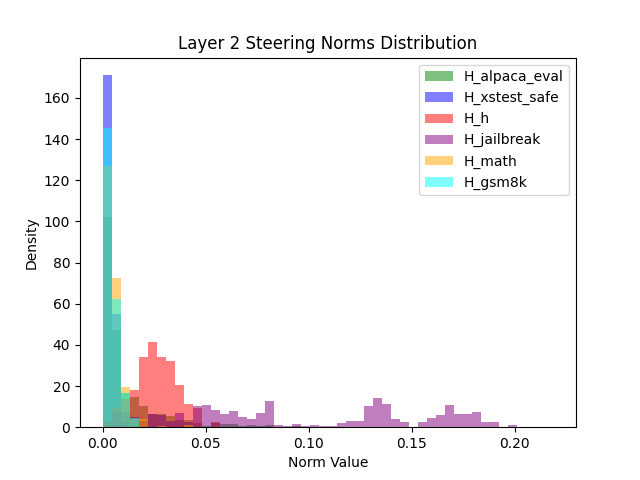 Layer 2 Steering Norms Distribution
H_alpaca_eval
H_xstest_safe
H_h
H_jailbreak
H_math
H_gsm8k
Density
160
140
120
100
80
60
40
20
0
0.00 0.05 0.10 0.15 0.20
Norm Value